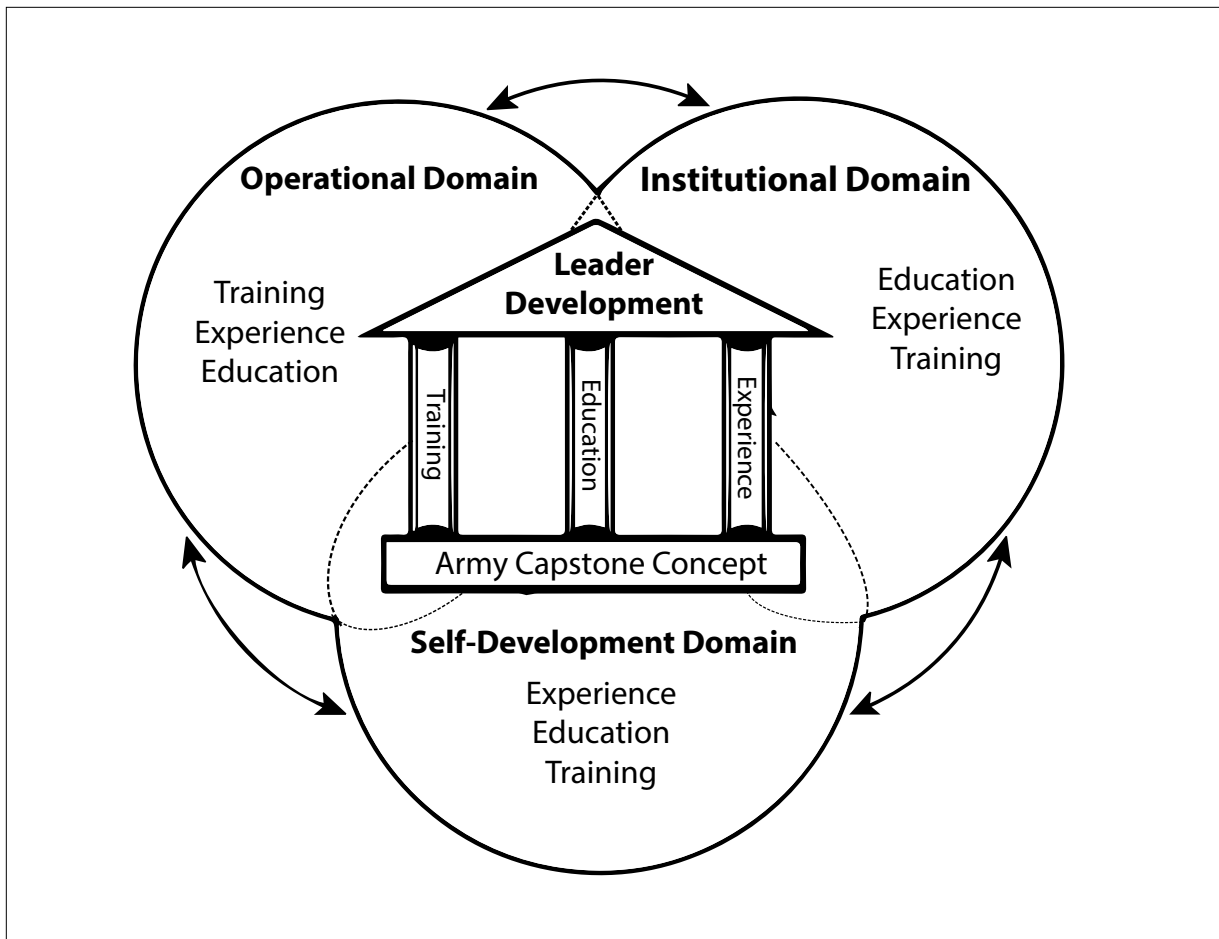 Operational Domain
Institutional Domain
Training
Experience
Education
Education
Experience
Training
Leader
Development
Training
Education
Experience
Army Capstone Concept
Self-Development Domain
Experience
Education
Training